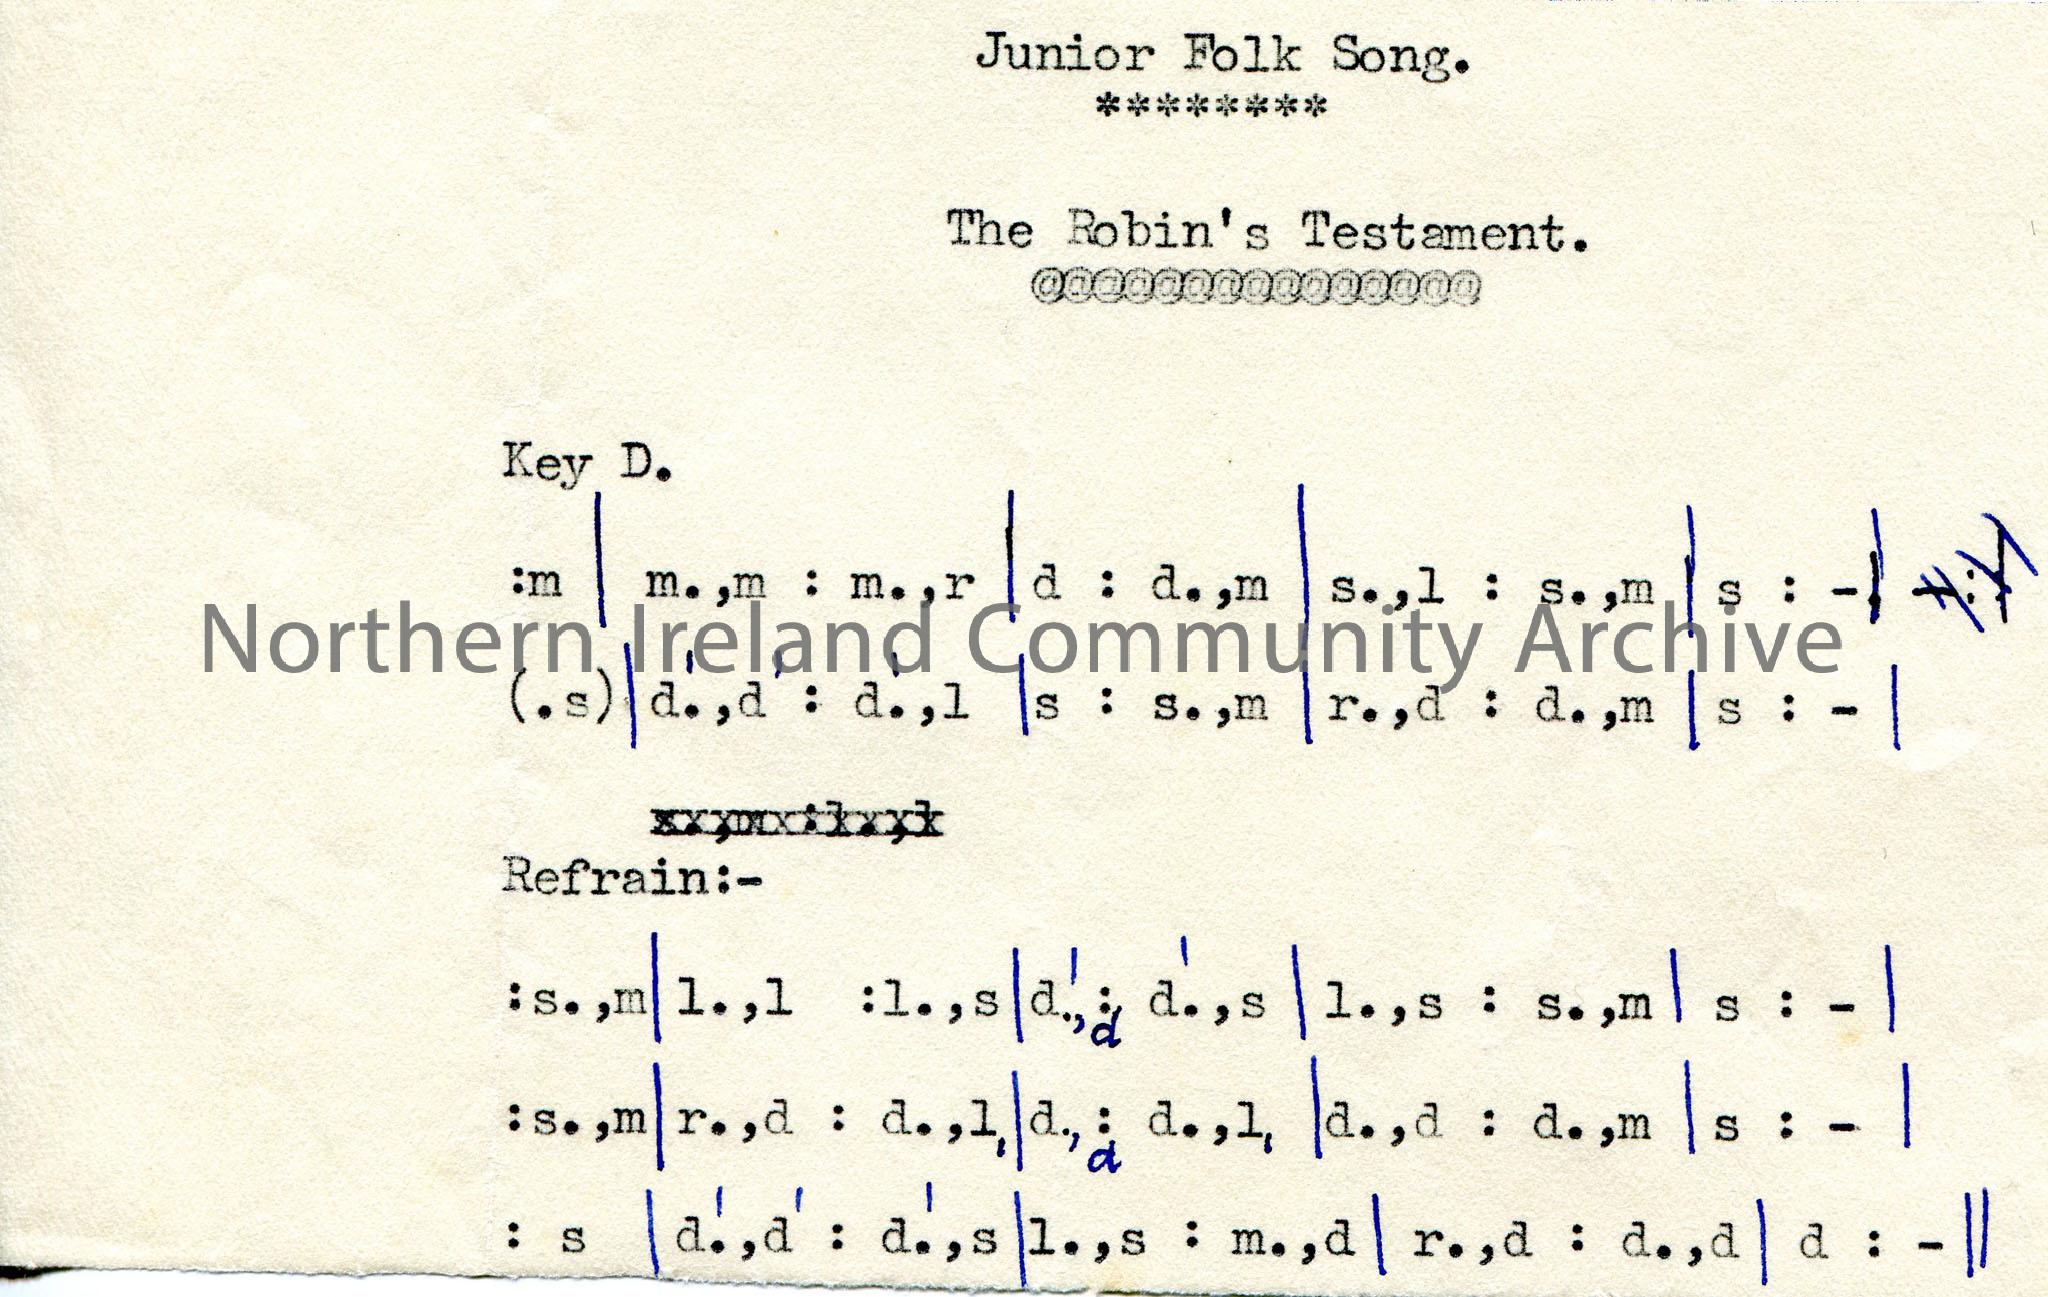 Junior Folk Song.
********
The Robin's Testament.
@@@@@@@@@@@@@@@
Key D.
:m | m.,m : m.,r | d : d.,m | s.,l : s.,m | s : -|
Northern Ireland Community Archive
(.s)| d'.,d' : d'.,l | s : s.,m | r.,d : d.,m | s : - |
Refrain:-
:s.,m| l.,l :l.,s| d'.,d : d'.,s | l.,s : s.,m | s : - |
:s.,m| r.,d : d.,l, | d.,d : d.,l, | d.,d : d.,m | s : - |
: s | d'.,d' : d'.,s | l.,s : m.,d | r.,d : d.,d | d : - ||